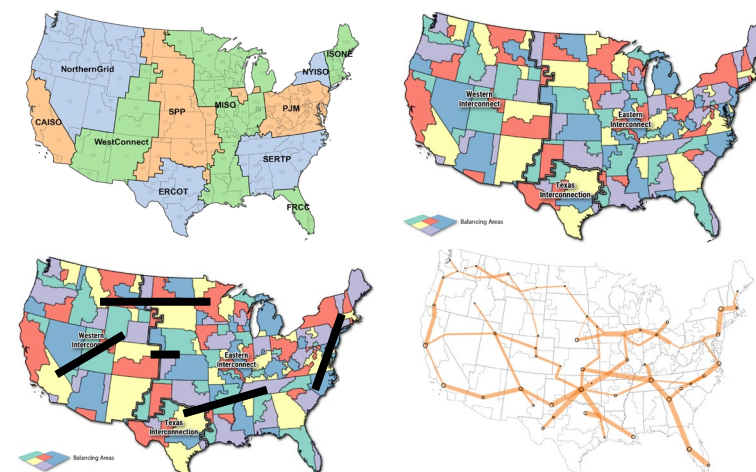 ISONE
NorthernGrid
NYISO
MISO
PJM
CAISO
SPP
WestConnect
SERTP
ERCOT
FRCC
Western
Interconnect
Eastern
Interconnect
Texas
Interconnection
Balancing Areas
Western
Eastern
Interconnect
Texas
Interconnection
Balancing Areas